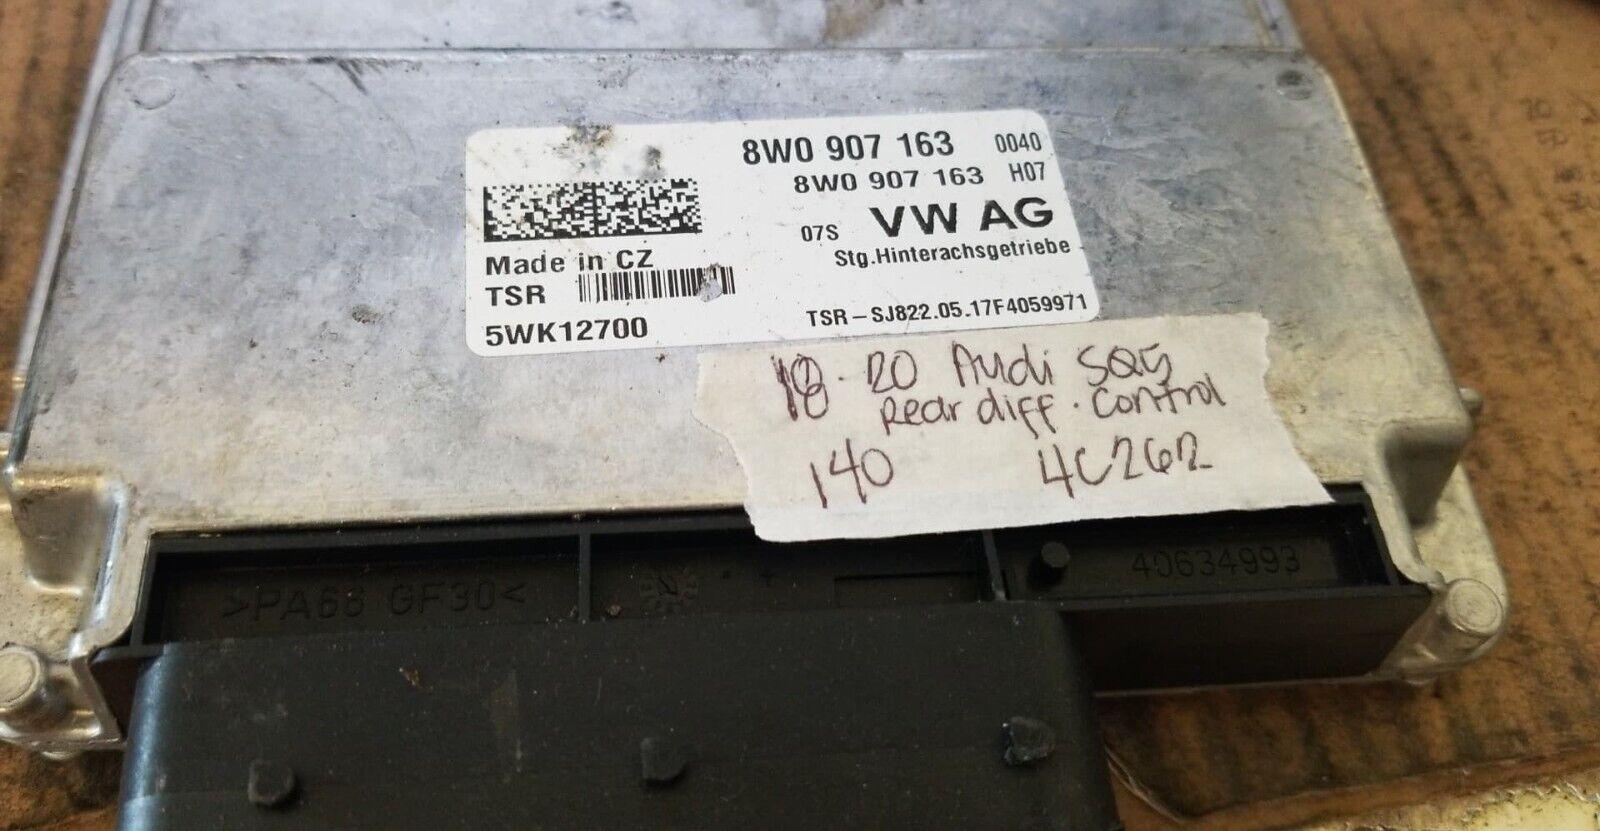 8W0 907 163 0040
8W0 907 163 H07
07S VW AG
Stg.Hinterachsgetriebe
Made in CZ
TSR
5WK12700
TSR-SJ822.05.17F4059971
18-20 Audi SQ5
Rear diff. Control
140 4C262
>PA66 GF30<
40634993